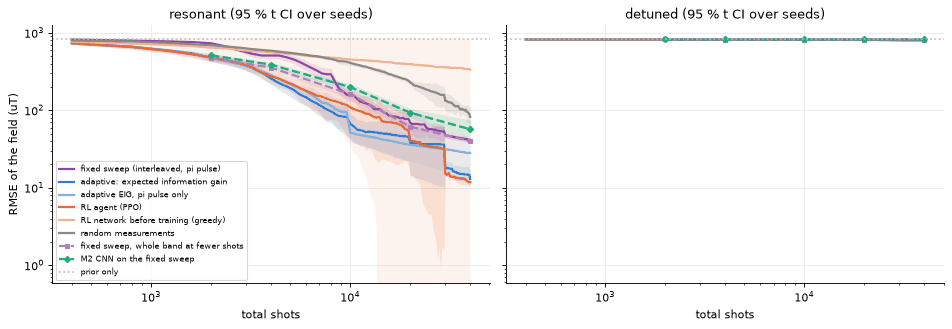 resonant (95 % t CI over seeds)
detuned (95 % t CI over seeds)
RMSE of the field (uT)
10³
10²
10¹
10⁰
fixed sweep (interleaved, pi pulse)
adaptive: expected information gain
adaptive EIG, pi pulse only
RL agent (PPO)
RL network before training (greedy)
random measurements
fixed sweep, whole band at fewer shots
M2 CNN on the fixed sweep
prior only
10³
10⁴
10³
10⁴
total shots
total shots